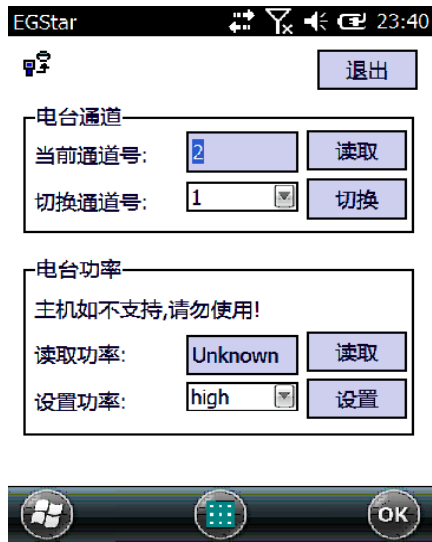 EGStar 23:40
退出
电台通道
当前通道号: 2 读取
切换通道号: 1 切换
电台功率
主机如不支持,请勿使用!
读取功率: Unknown 读取
设置功率: high 设置
OK